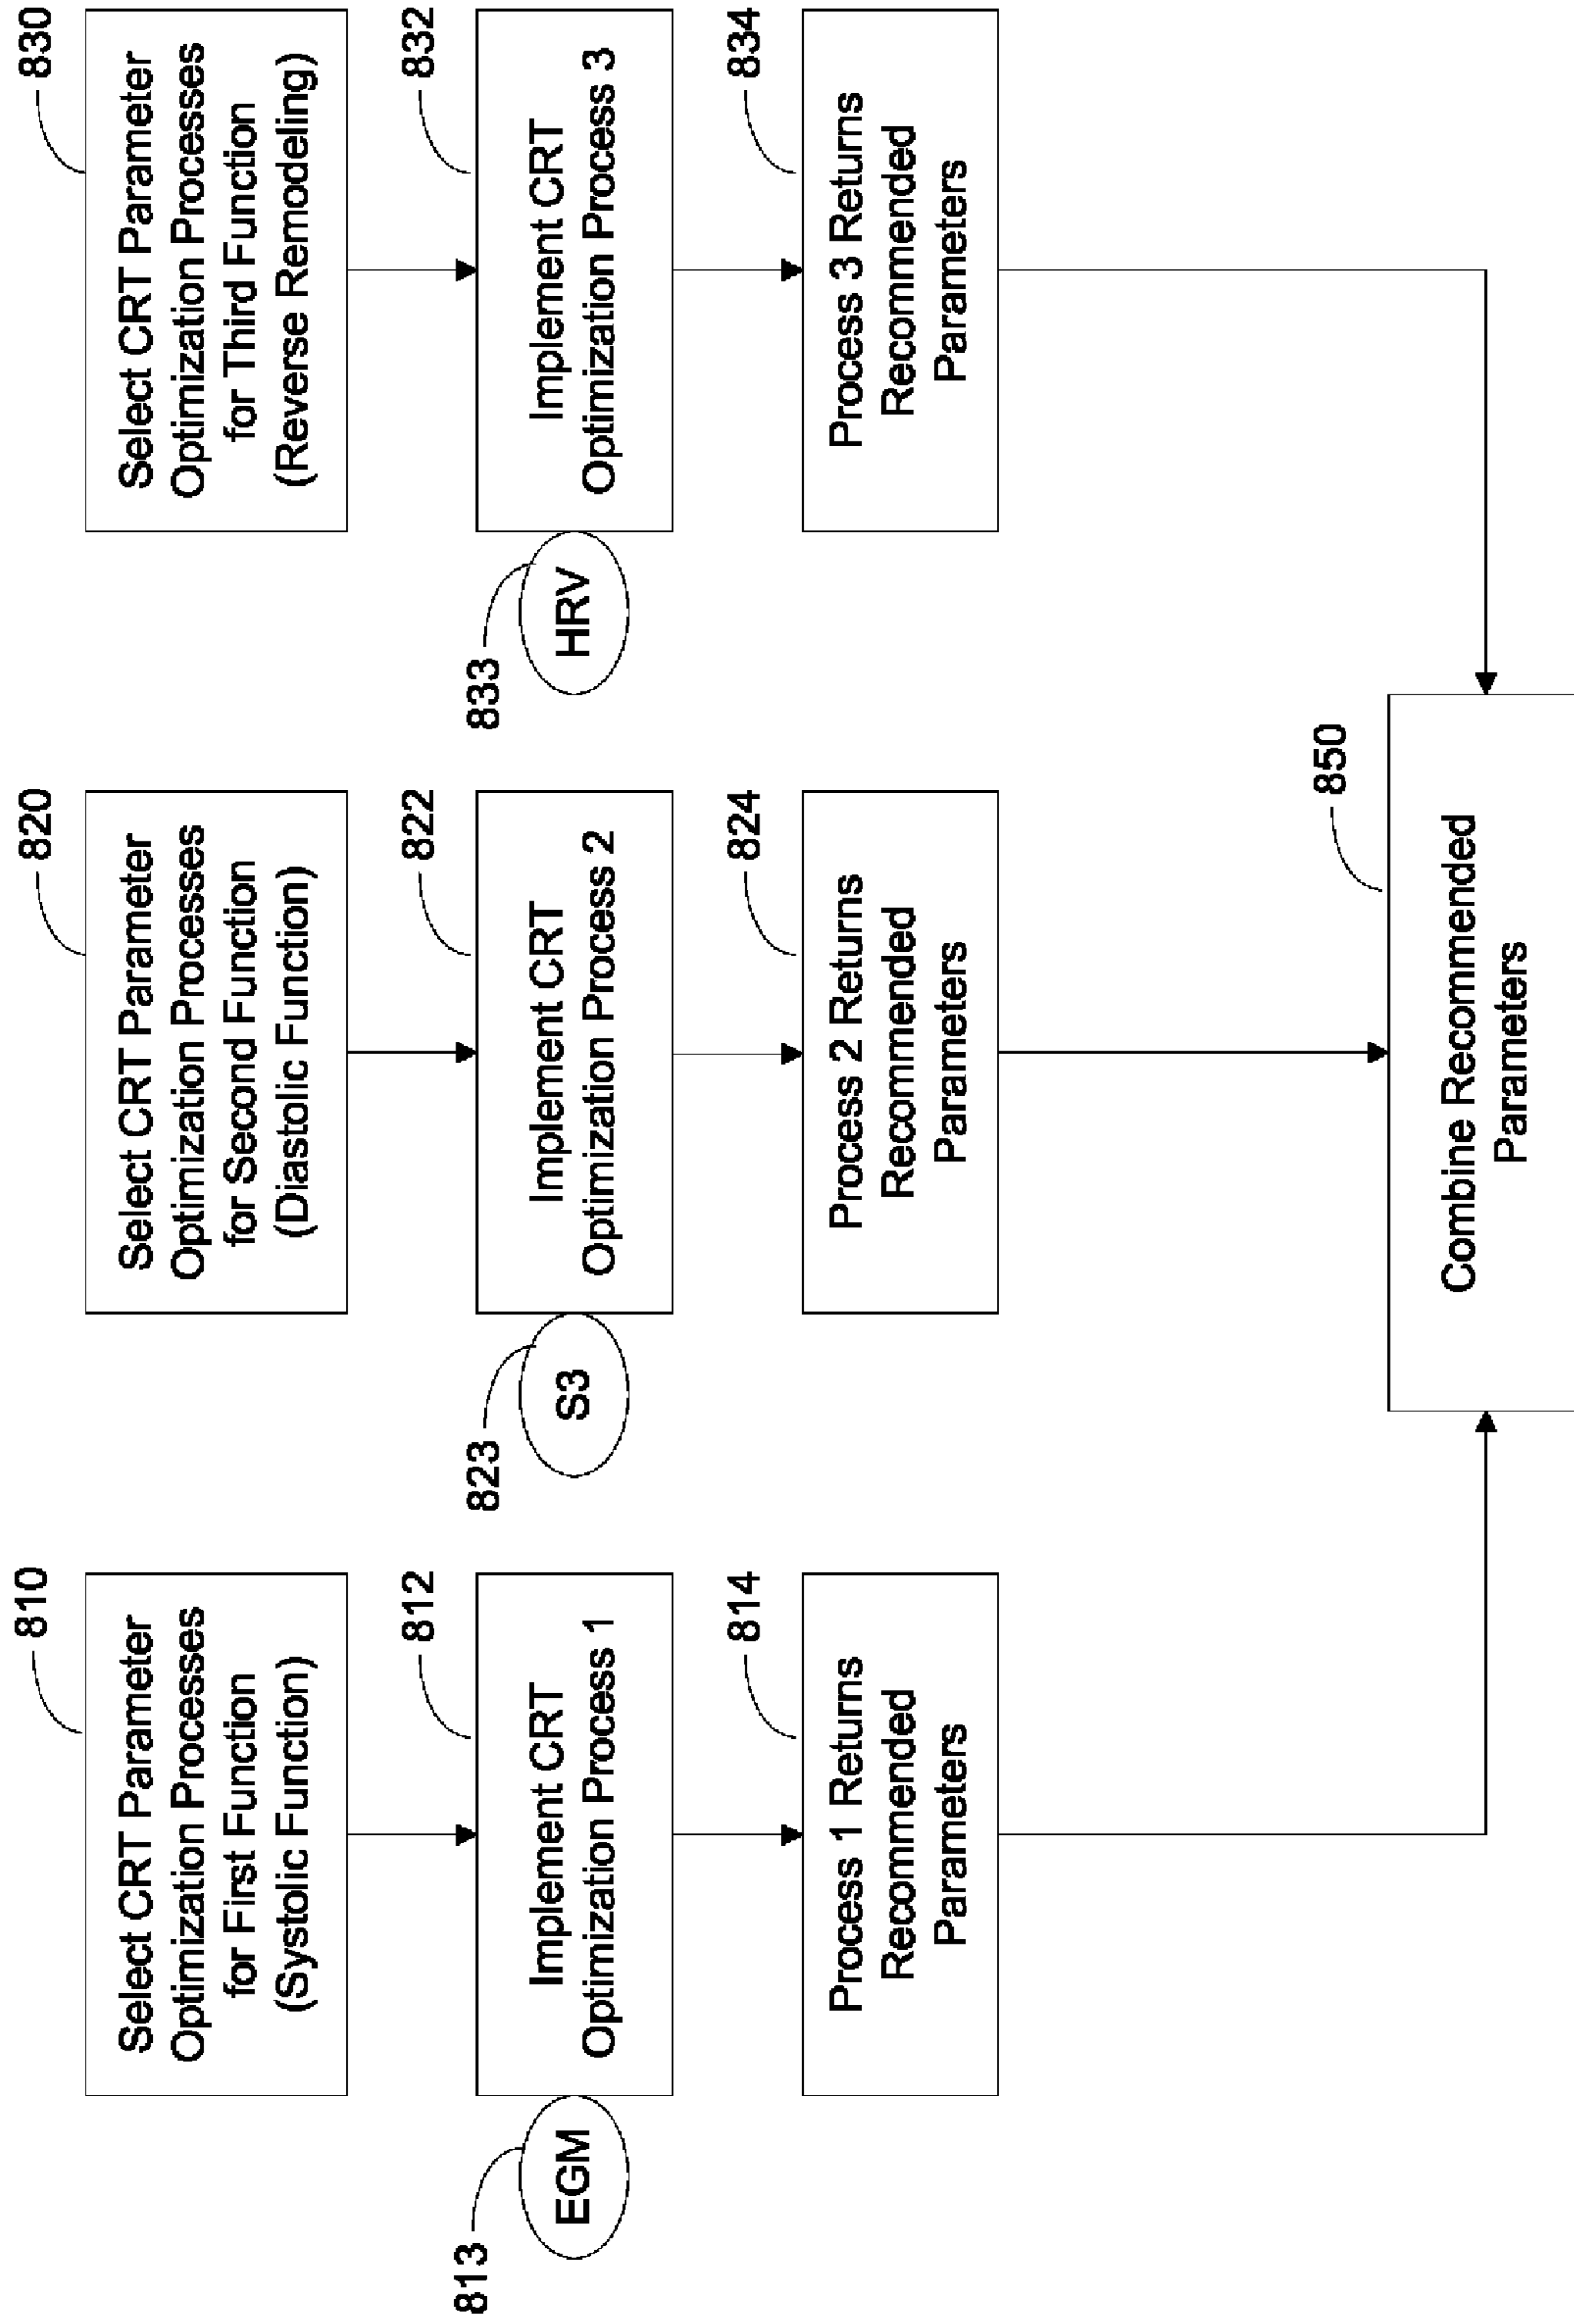 810
Select CRT Parameter
Optimization Processes
for First Function
(Systolic Function)
812
813
EGM
Implement CRT
Optimization Process 1
814
Process 1 Returns
Recommended
Parameters
820
Select CRT Parameter
Optimization Processes
for Second Function
(Diastolic Function)
822
823
S3
Implement CRT
Optimization Process 2
824
Process 2 Returns
Recommended
Parameters
830
Select CRT Parameter
Optimization Processes
for Third Function
(Reverse Remodeling)
832
833
HRV
Implement CRT
Optimization Process 3
834
Process 3 Returns
Recommended
Parameters
850
Combine Recommended
Parameters